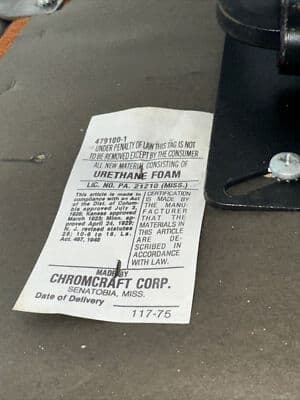 479100-1
UNDER PENALTY OF LAW THIS TAG IS NOT
TO BE REMOVED EXCEPT BY THE CONSUMER
ALL NEW MATERIAL CONSISTING OF
URETHANE FOAM
LIC. NO. PA. 21210 (MISS.)
This article is made in
compliance with an Act
of the Dist. of Colum-
bia approved July 3,
1926; Kansas approved
March 1923; Minn. ap-
proved April 24, 1929;
N. J. revised statutes
26; 10-6 to 18, La.
Act. 467, 1948
CERTIFICATION
IS MADE BY
THE MANU-
FACTURER
THAT THE
MATERIALS IN
THIS ARTICLE
ARE DE-
SCRIBED IN
ACCORDANCE
WITH LAW.
MADE BY
CHROMCRAFT CORP.
SENATOBIA, MISS.
Date of Delivery
117-75